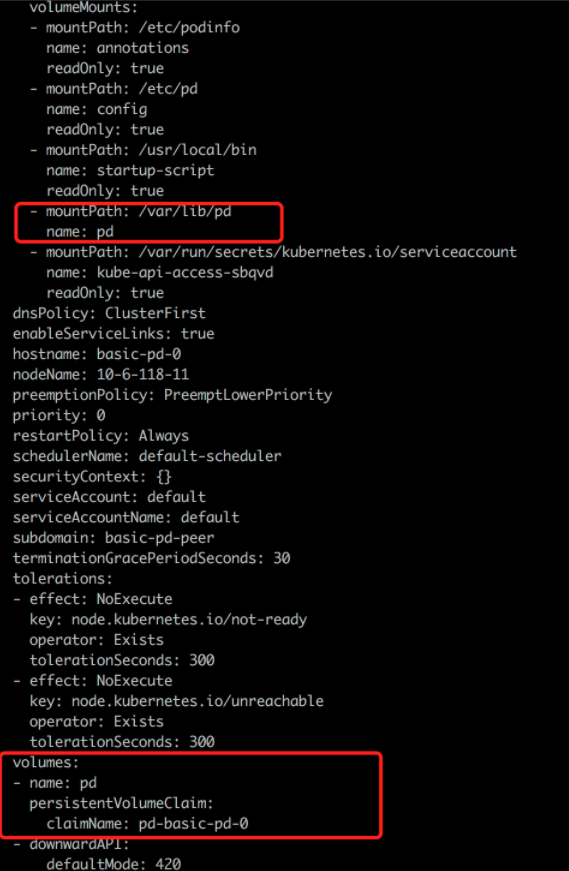 volumeMounts:
- mountPath: /etc/podinfo
name: annotations
readOnly: true
- mountPath: /etc/pd
name: config
readOnly: true
- mountPath: /usr/local/bin
name: startup-script
readOnly: true
- mountPath: /var/lib/pd
name: pd
- mountPath: /var/run/secrets/kubernetes.io/serviceaccount
name: kube-api-access-sbqvd
readOnly: true
dnsPolicy: ClusterFirst
enableServiceLinks: true
hostname: basic-pd-0
nodeName: 10-6-118-11
preemptionPolicy: PreemptLowerPriority
priority: 0
restartPolicy: Always
schedulerName: default-scheduler
securityContext: {}
serviceAccount: default
serviceAccountName: default
subdomain: basic-pd-peer
terminationGracePeriodSeconds: 30
tolerations:
- effect: NoExecute
key: node.kubernetes.io/not-ready
operator: Exists
tolerationSeconds: 300
- effect: NoExecute
key: node.kubernetes.io/unreachable
operator: Exists
tolerationSeconds: 300
volumes:
- name: pd
persistentVolumeClaim:
claimName: pd-basic-pd-0
- downwardAPI:
defaultMode: 420